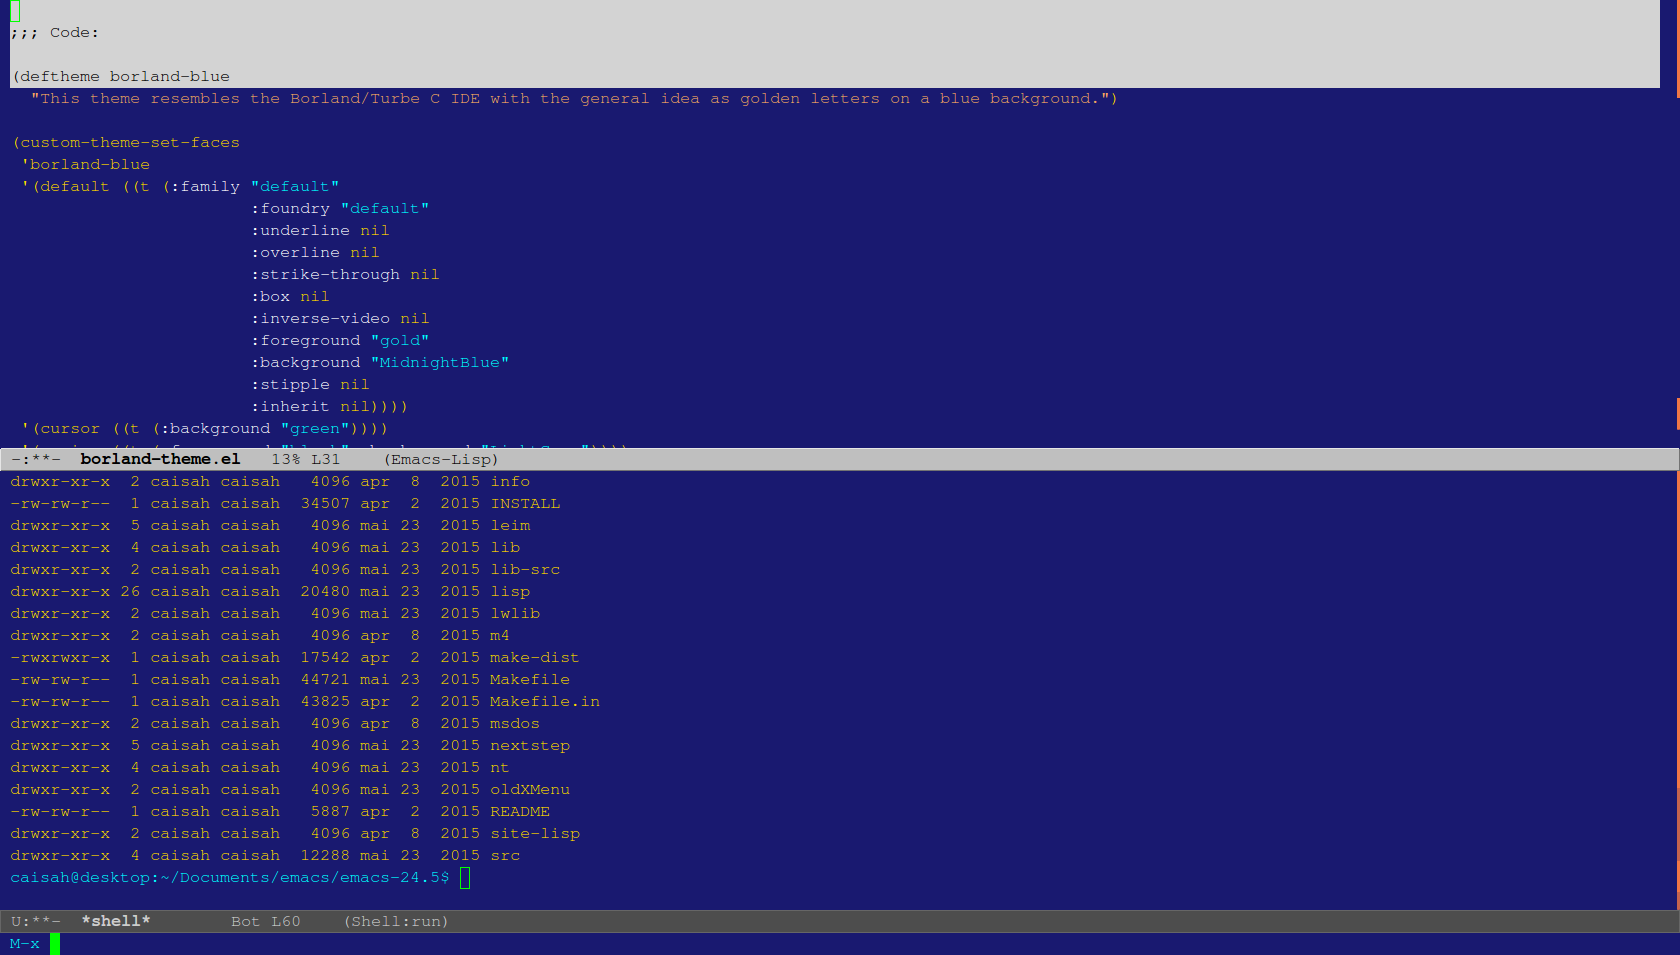 ;;; Code:
(deftheme borland-blue
"This theme resembles the Borland/Turbe C IDE with the general idea as golden letters on a blue background.")
(custom-theme-set-faces
'borland-blue
'(default ((t (:family "default"
:foundry "default"
:underline nil
:overline nil
:strike-through nil
:box nil
:inverse-video nil
:foreground "gold"
:background "MidnightBlue"
:stipple nil
:inherit nil))))
'(cursor ((t (:background "green"))))
-:**-  borland-theme.el   13% L31    (Emacs-Lisp)
drwxr-xr-x  2 caisah caisah   4096 apr  8  2015 info
-rw-rw-r--  1 caisah caisah  34507 apr  2  2015 INSTALL
drwxr-xr-x  5 caisah caisah   4096 mai 23  2015 leim
drwxr-xr-x  4 caisah caisah   4096 mai 23  2015 lib
drwxr-xr-x  2 caisah caisah   4096 mai 23  2015 lib-src
drwxr-xr-x 26 caisah caisah  20480 mai 23  2015 lisp
drwxr-xr-x  2 caisah caisah   4096 mai 23  2015 lwlib
drwxr-xr-x  2 caisah caisah   4096 apr  8  2015 m4
-rwxrwxr-x  1 caisah caisah  17542 apr  2  2015 make-dist
-rw-rw-r--  1 caisah caisah  44721 mai 23  2015 Makefile
-rw-rw-r--  1 caisah caisah  43825 apr  2  2015 Makefile.in
drwxr-xr-x  2 caisah caisah   4096 apr  8  2015 msdos
drwxr-xr-x  5 caisah caisah   4096 mai 23  2015 nextstep
drwxr-xr-x  4 caisah caisah   4096 mai 23  2015 nt
drwxr-xr-x  2 caisah caisah   4096 mai 23  2015 oldXMenu
-rw-rw-r--  1 caisah caisah   5887 apr  2  2015 README
drwxr-xr-x  2 caisah caisah   4096 apr  8  2015 site-lisp
drwxr-xr-x  4 caisah caisah  12288 mai 23  2015 src
caisah@desktop:~/Documents/emacs/emacs-24.5$
U:**-  *shell*        Bot L60    (Shell:run)
M-x